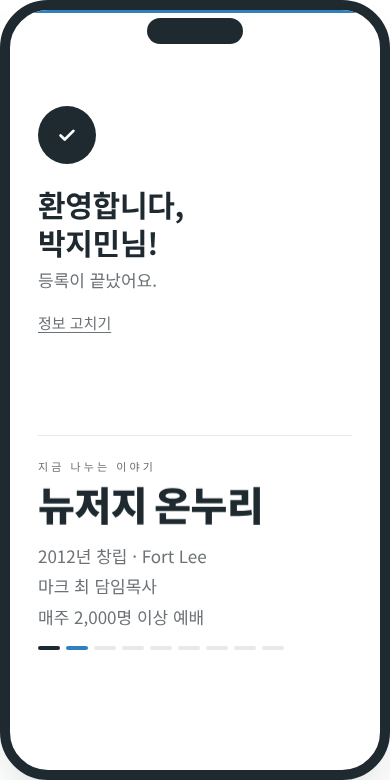 환영합니다,
박지민님!
등록이 끝났어요.
정보 고치기
지금 나누는 이야기
뉴저지 온누리
2012년 창립 · Fort Lee
마크 최 담임목사
매주 2,000명 이상 예배